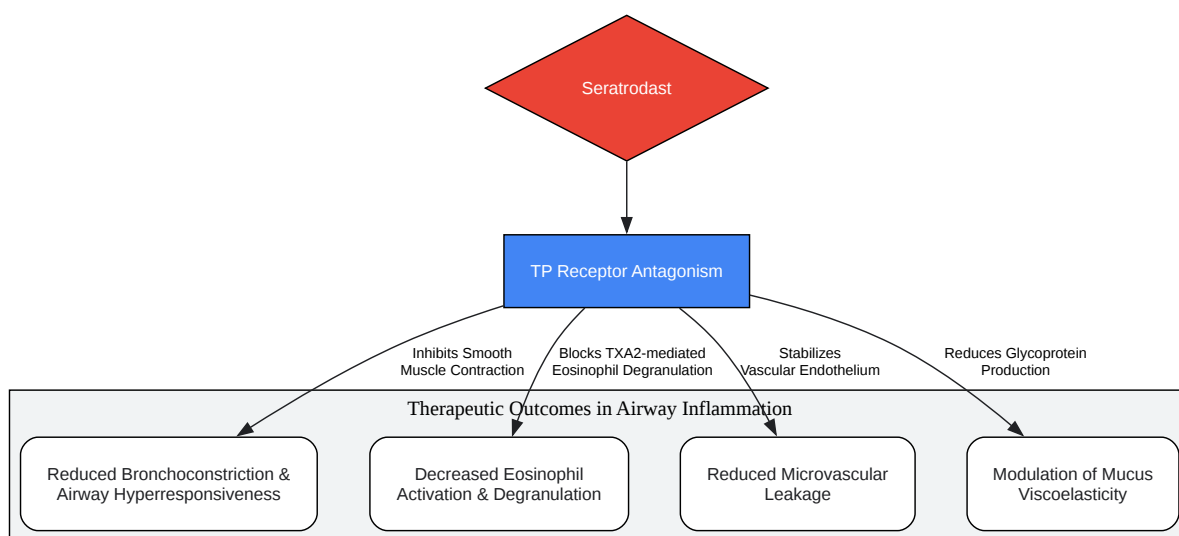 Seratrodast
TP Receptor Antagonism
Inhibits Smooth
Muscle Contraction
Blocks TXA2-mediated
Eosinophil Degranulation
Stabilizes
Vascular Endothelium
Reduces Glycoprotein
Production
Therapeutic Outcomes in Airway Inflammation
Reduced Bronchoconstriction &
Airway Hyperresponsiveness
Decreased Eosinophil
Activation & Degranulation
Reduced Microvascular
Leakage
Modulation of Mucus
Viscoelasticity